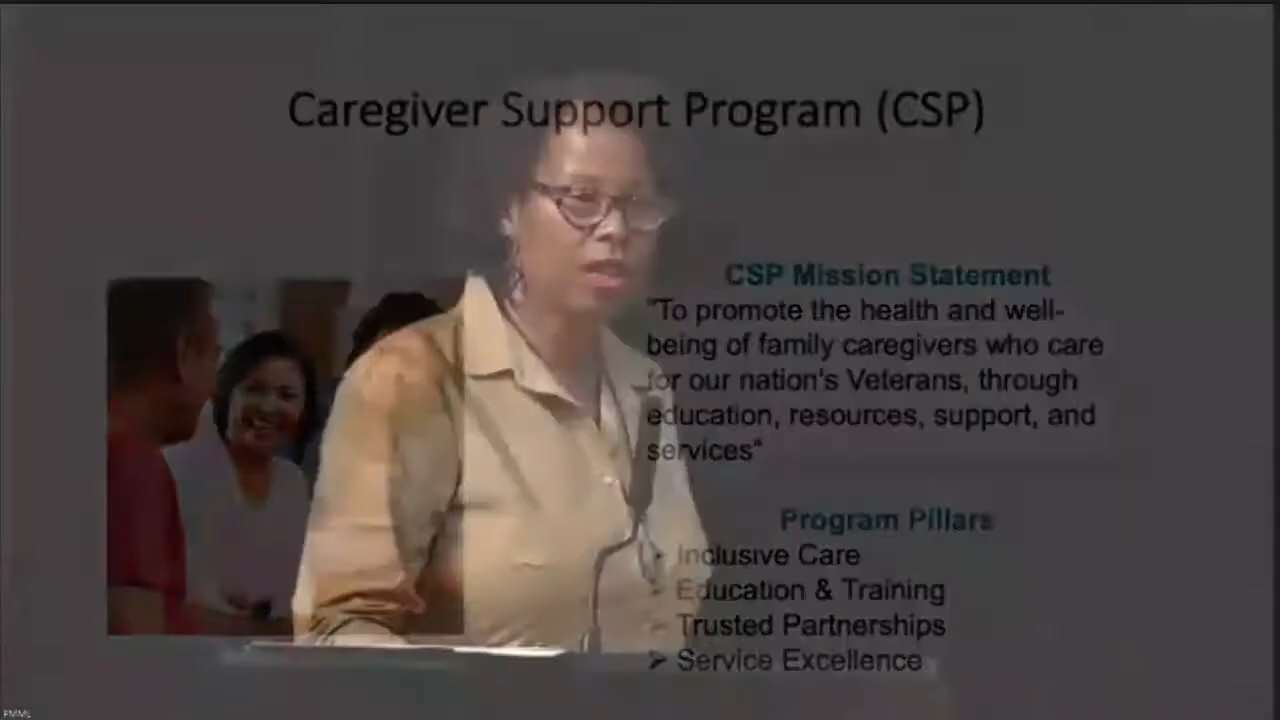 Caregiver Support Program (CSP)
CSP Mission Statement
"To promote the health and well-
being of family caregivers who care
for our nation's Veterans, through
education, resources, support, and
services"
Program Pillars
➢ Inclusive Care
➢ Education & Training
➢ Trusted Partnerships
➢ Service Excellence
PMML